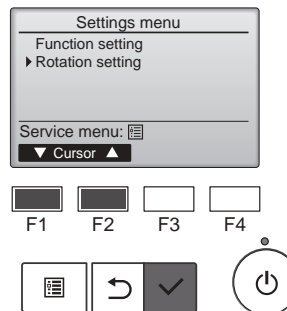 Settings menu
Function setting
Rotation setting
Service menu:
▼ Cursor ▲
F1 F2 F3 F4